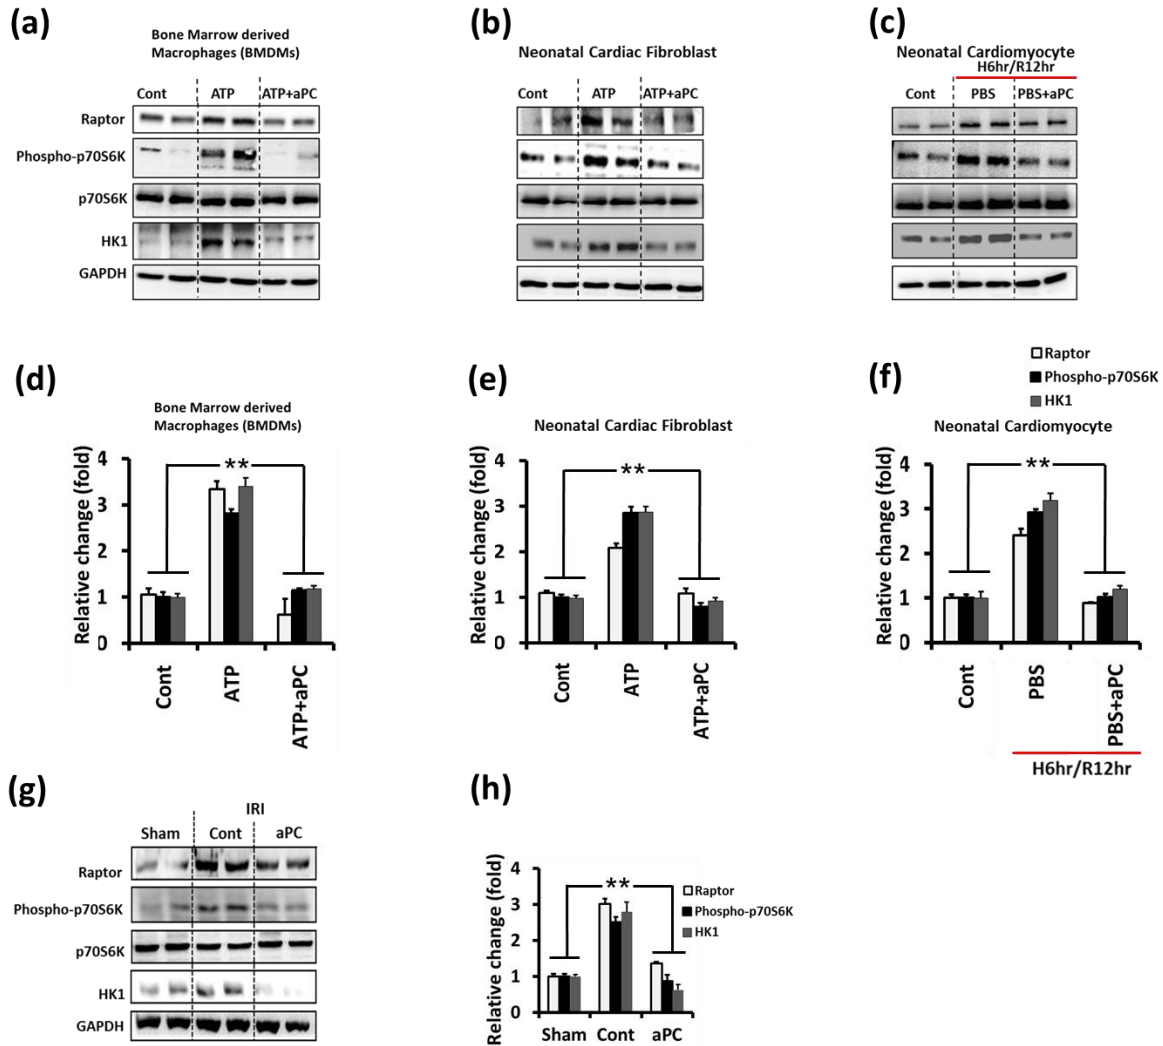 (a)
Bone Marrow derived
Macrophages (BMDMs)
Cont ATP ATP+aPC
Raptor
Phospho-p70S6K
p70S6K
HK1
GAPDH
(b)
Neonatal Cardiac Fibroblast
Cont ATP ATP+aPC
(c)
Neonatal Cardiomyocyte
H6hr/R12hr
Cont PBS PBS+aPC
(d)
Bone Marrow derived
Macrophages (BMDMs)
Relative change (fold)
4
3
2
1
0
**
Cont
ATP
ATP+aPC
(e)
Neonatal Cardiac Fibroblast
Relative change (fold)
4
3
2
1
0
**
Cont
ATP
ATP+aPC
Raptor
Phospho-p70S6K
HK1
(f)
Neonatal Cardiomyocyte
Relative change (fold)
4
3
2
1
0
**
Cont
PBS
PBS+aPC
H6hr/R12hr
(g)
IRI
Sham Cont aPC
Raptor
Phospho-p70S6K
p70S6K
HK1
GAPDH
(h)
Relative change (fold)
4
3
2
1
0
**
Raptor
Phospho-p70S6K
HK1
Sham Cont aPC